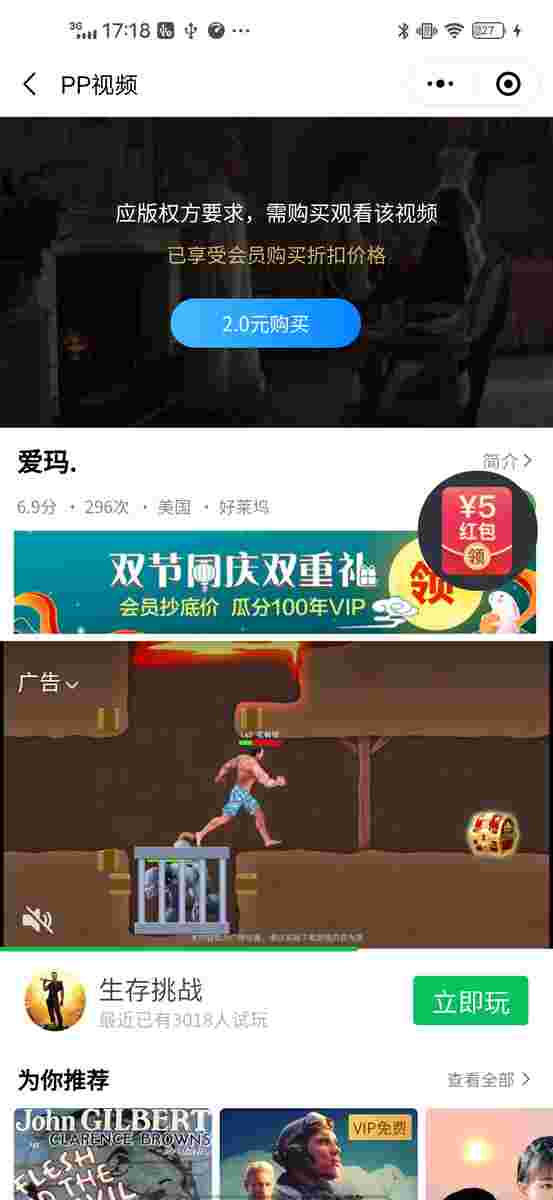 3G 17:18 27
PP视频
应版权方要求，需购买观看该视频
已享受会员购买折扣价格
2.0元购买
爱玛.
简介
6.9分 · 296次 · 美国 · 好莱坞
¥5
红包
领
双节同庆双重礼
会员抄底价 瓜分100年VIP
领
广告
生存挑战
最近已有3018人试玩
立即玩
为你推荐
查看全部
John GILBERT
CLARENCE BROWN'S
FLESH
VIP免费